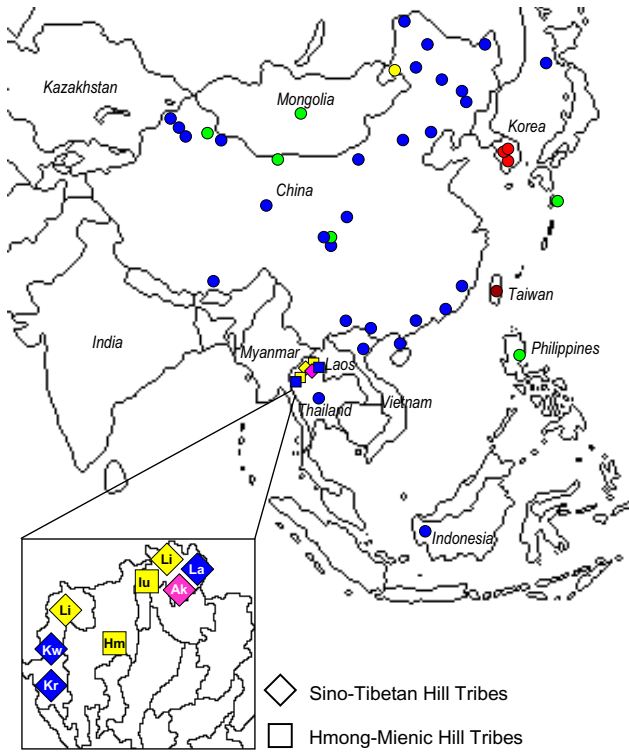 Kazakhstan
Mongolia
Korea
China
Taiwan
India
Myanmar
Laos
Philippines
Thailand
Vietnam
Indonesia
Li
La
Iu
Ak
Li
Hm
Kw
Kr
Sino-Tibetan Hill Tribes
Hmong-Mienic Hill Tribes